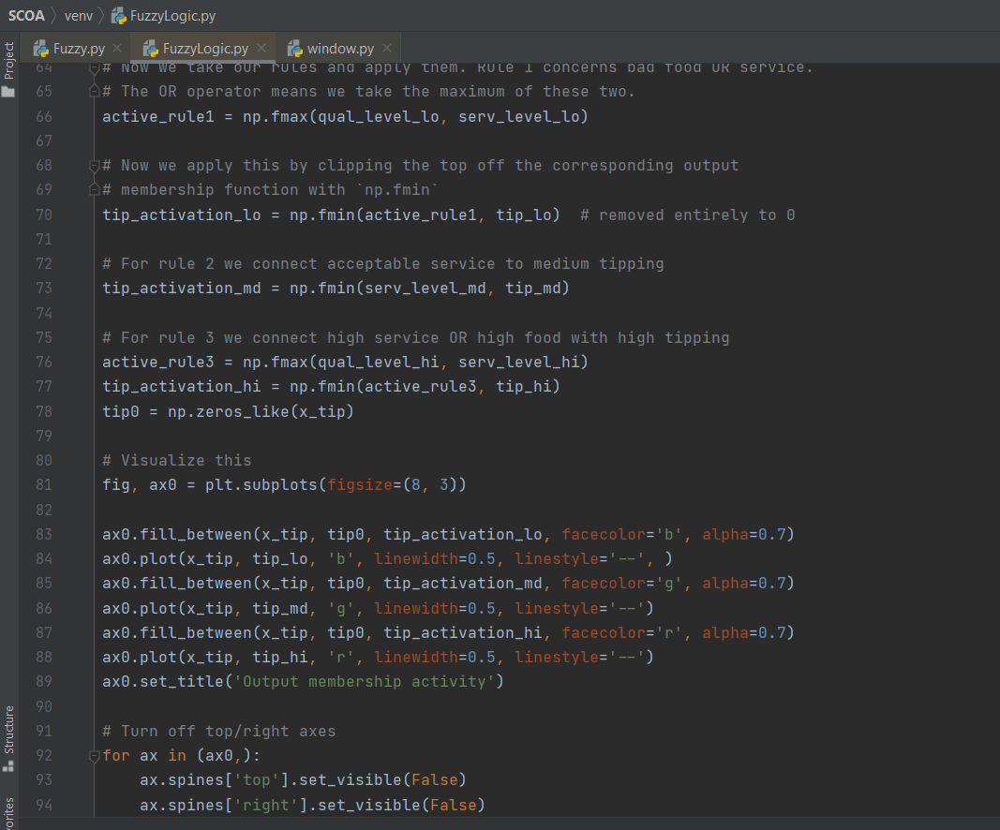 SCOA venv FuzzyLogic.py
Fuzzy.py FuzzyLogic.py window.py
Project
64 # Now we take our rules and apply them. Rule 1 concerns bad food OR service.
65 # The OR operator means we take the maximum of these two.
66 active_rule1 = np.fmax(qual_level_lo, serv_level_lo)
67
68 # Now we apply this by clipping the top off the corresponding output
69 # membership function with `np.fmin`
70 tip_activation_lo = np.fmin(active_rule1, tip_lo)  # removed entirely to 0
71
72 # For rule 2 we connect acceptable service to medium tipping
73 tip_activation_md = np.fmin(serv_level_md, tip_md)
74
75 # For rule 3 we connect high service OR high food with high tipping
76 active_rule3 = np.fmax(qual_level_hi, serv_level_hi)
77 tip_activation_hi = np.fmin(active_rule3, tip_hi)
78 tip0 = np.zeros_like(x_tip)
79
80 # Visualize this
81 fig, ax0 = plt.subplots(figsize=(8, 3))
82
83 ax0.fill_between(x_tip, tip0, tip_activation_lo, facecolor='b', alpha=0.7)
84 ax0.plot(x_tip, tip_lo, 'b', linewidth=0.5, linestyle='--', )
85 ax0.fill_between(x_tip, tip0, tip_activation_md, facecolor='g', alpha=0.7)
86 ax0.plot(x_tip, tip_md, 'g', linewidth=0.5, linestyle='--')
87 ax0.fill_between(x_tip, tip0, tip_activation_hi, facecolor='r', alpha=0.7)
88 ax0.plot(x_tip, tip_hi, 'r', linewidth=0.5, linestyle='--')
89 ax0.set_title('Output membership activity')
90
91 # Turn off top/right axes
92 for ax in (ax0,):
93     ax.spines['top'].set_visible(False)
94     ax.spines['right'].set_visible(False)
Structure